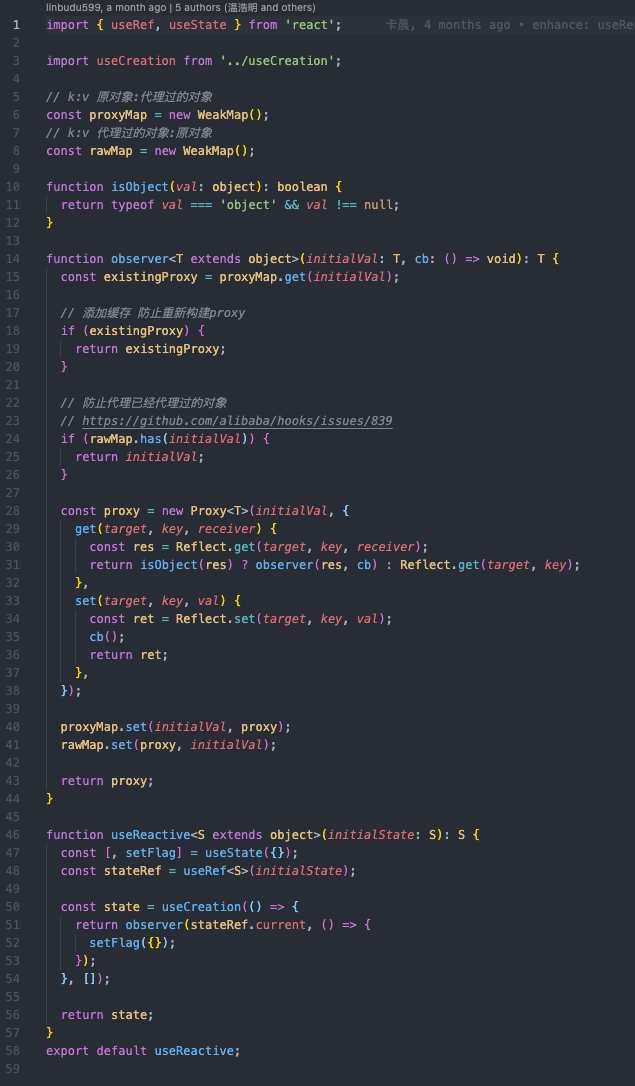 linbudu599, a month ago | 5 authors (温浩明 and others)
1 import { useRef, useState } from 'react'; 卡晨, 4 months ago • enhance: useRe
2
3 import useCreation from '../useCreation';
4
5 // k:v 原对象:代理过的对象
6 const proxyMap = new WeakMap();
7 // k:v 代理过的对象:原对象
8 const rawMap = new WeakMap();
9
10 function isObject(val: object): boolean {
11 return typeof val === 'object' && val !== null;
12 }
13
14 function observer<T extends object>(initialVal: T, cb: () => void): T {
15 const existingProxy = proxyMap.get(initialVal);
16
17 // 添加缓存 防止重新构建proxy
18 if (existingProxy) {
19 return existingProxy;
20 }
21
22 // 防止代理已经代理过的对象
23 // https://github.com/alibaba/hooks/issues/839
24 if (rawMap.has(initialVal)) {
25 return initialVal;
26 }
27
28 const proxy = new Proxy<T>(initialVal, {
29 get(target, key, receiver) {
30 const res = Reflect.get(target, key, receiver);
31 return isObject(res) ? observer(res, cb) : Reflect.get(target, key);
32 },
33 set(target, key, val) {
34 const ret = Reflect.set(target, key, val);
35 cb();
36 return ret;
37 },
38 });
39
40 proxyMap.set(initialVal, proxy);
41 rawMap.set(proxy, initialVal);
42
43 return proxy;
44 }
45
46 function useReactive<S extends object>(initialState: S): S {
47 const [, setFlag] = useState({});
48 const stateRef = useRef<S>(initialState);
49
50 const state = useCreation(() => {
51 return observer(stateRef.current, () => {
52 setFlag({});
53 });
54 }, []);
55
56 return state;
57 }
58 export default useReactive;
59